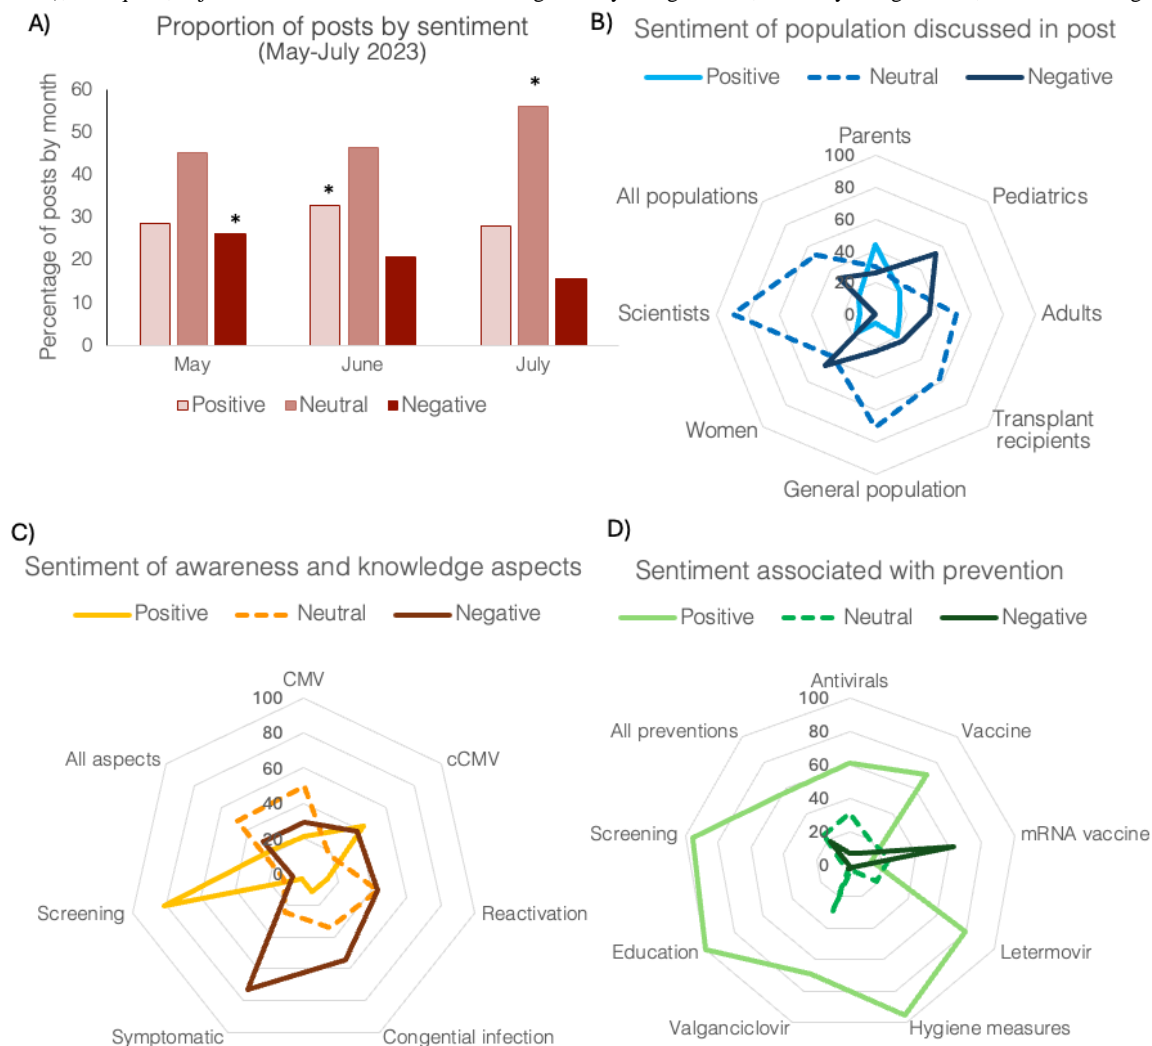 A)
Proportion of posts by sentiment
(May-July 2023)
Percentage of posts by month
60
50
40
30
20
10
0
*
*
*
May
June
July
Positive
Neutral
Negative
B)
Sentiment of population discussed in post
Positive
Neutral
Negative
Parents
Pediatrics
Adults
Transplant
recipients
General population
Women
Scientists
All populations
100
80
60
40
20
0
C)
Sentiment of awareness and knowledge aspects
Positive
Neutral
Negative
CMV
cCMV
Reactivation
Congential infection
Symptomatic
Screening
All aspects
100
80
60
40
20
0
D)
Sentiment associated with prevention
Positive
Neutral
Negative
Antivirals
Vaccine
mRNA vaccine
Letermovir
Hygiene measures
Valganciclovir
Education
Screening
All preventions
100
80
60
40
20
0